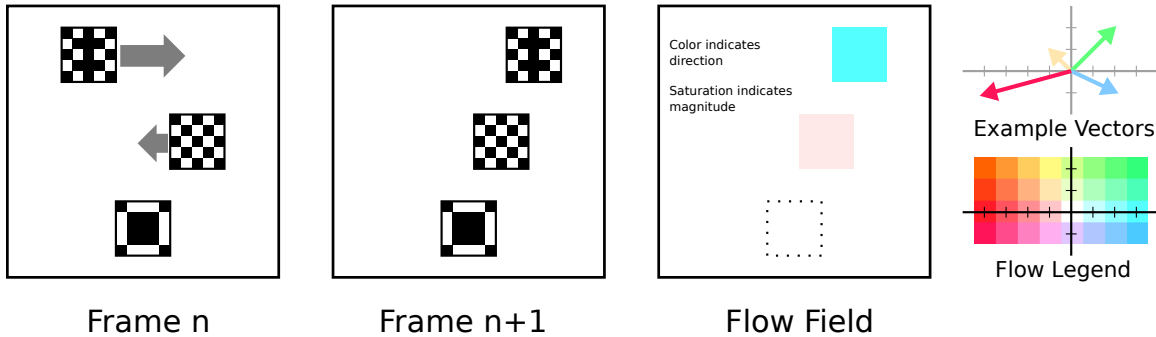 Color indicates
direction
Saturation indicates
magnitude
Example Vectors
Flow Legend
Frame n
Frame n+1
Flow Field